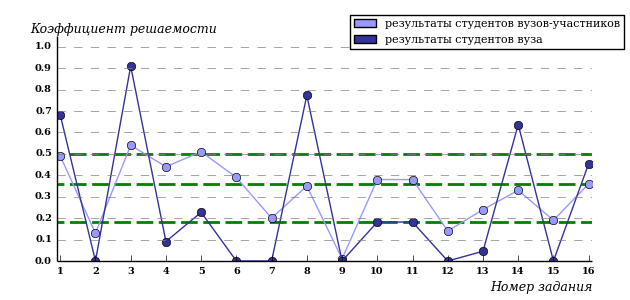 Коэффициент решаемости
результаты студентов вузов-участников
результаты студентов вуза
1.0
0.9
0.8
0.7
0.6
0.5
0.4
0.3
0.2
0.1
0.0
1 2 3 4 5 6 7 8 9 10 11 12 13 14 15 16
Номер задания